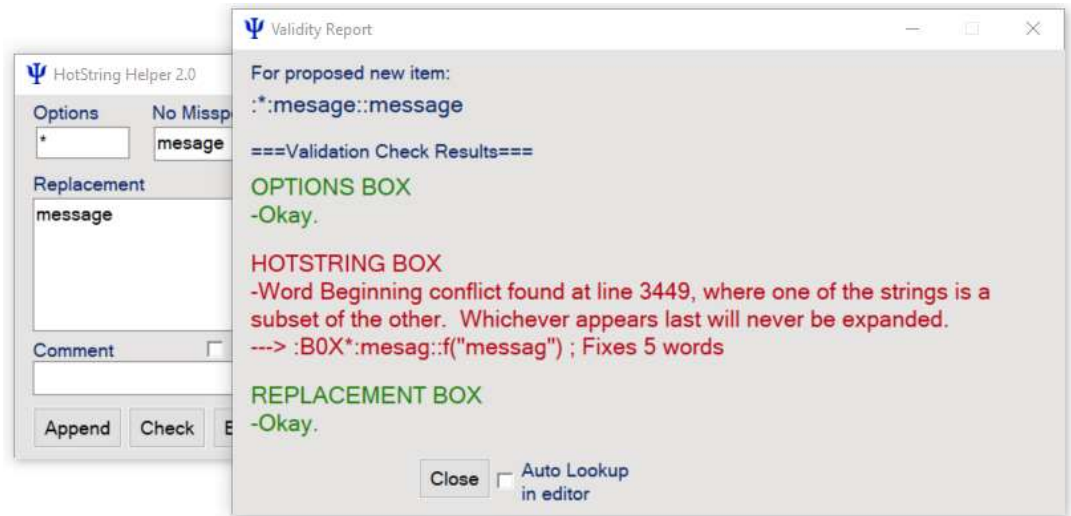 Ψ Validity Report
Ψ HotString Helper 2.0
Options No Missp
* mesage
Replacement
message
Comment
Append Check E
For proposed new item:
:*:mesage::message
===Validation Check Results===
OPTIONS BOX
-Okay.
HOTSTRING BOX
-Word Beginning conflict found at line 3449, where one of the strings is a
subset of the other.  Whichever appears last will never be expanded.
---> :B0X*:mesag::f("messag") ; Fixes 5 words
REPLACEMENT BOX
-Okay.
Close Auto Lookup
in editor